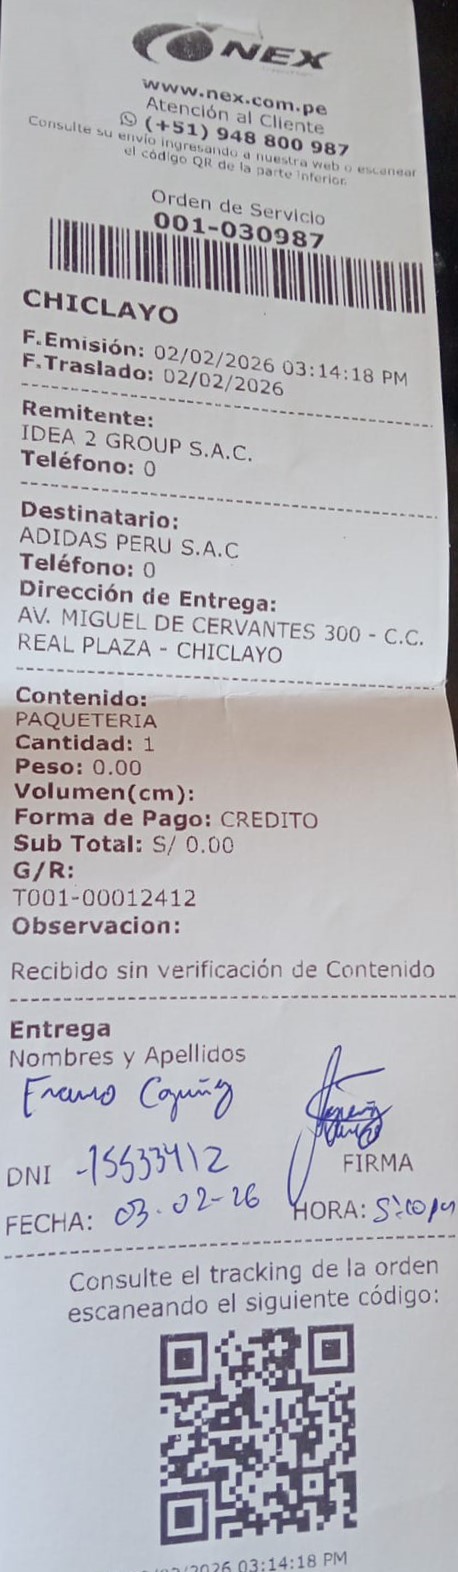 NEX
www.nex.com.pe
Atención al Cliente
(+51) 948 800 987
Consulte su envío ingresando a nuestra web o escanear
el código QR de la parte inferior.
Orden de Servicio
001-030987
CHICLAYO
F.Emisión: 02/02/2026 03:14:18 PM
F.Traslado: 02/02/2026
Remitente:
IDEA 2 GROUP S.A.C.
Teléfono: 0
Destinatario:
ADIDAS PERU S.A.C
Teléfono: 0
Dirección de Entrega:
AV. MIGUEL DE CERVANTES 300 - C.C.
REAL PLAZA - CHICLAYO
Contenido:
PAQUETERIA
Cantidad: 1
Peso: 0.00
Volumen(cm):
Forma de Pago: CREDITO
Sub Total: S/ 0.00
G/R:
T001-00012412
Observacion:
Recibido sin verificación de Contenido
Entrega
Nombres y Apellidos
DNI
FIRMA
FECHA: 03-02-26
HORA:
Consulte el tracking de la orden
escaneando el siguiente código:
/2026 03:14:18 PM